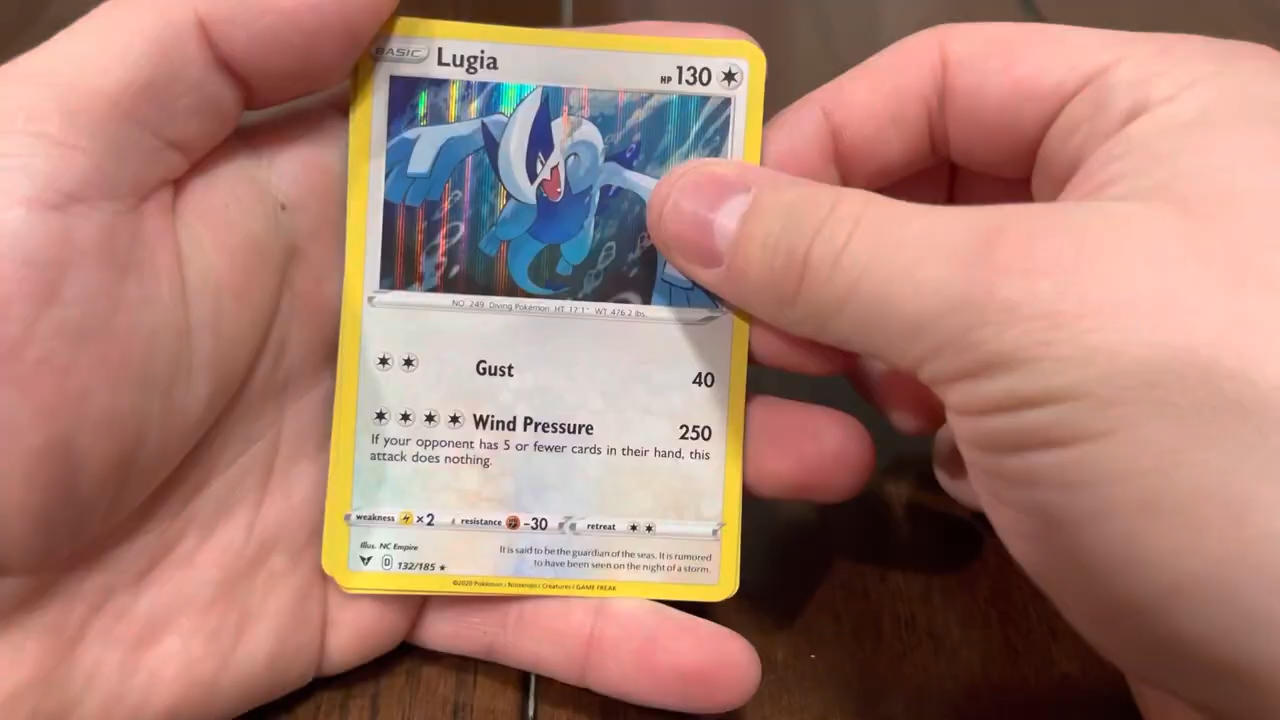 BASIC Lugia HP 130
NO. 249 Diving Pokémon HT 17'1" WT 476.2 lbs.
Gust 40
Wind Pressure 250
If your opponent has 5 or fewer cards in their hand, this
attack does nothing.
weakness ×2 resistance -30 retreat
Illus. NC Empire
D 132/185
It is said to be the guardian of the seas. It is rumored
to have been seen on the night of a storm.
©2020 Pokémon / Nintendo / Creatures / GAME FREAK